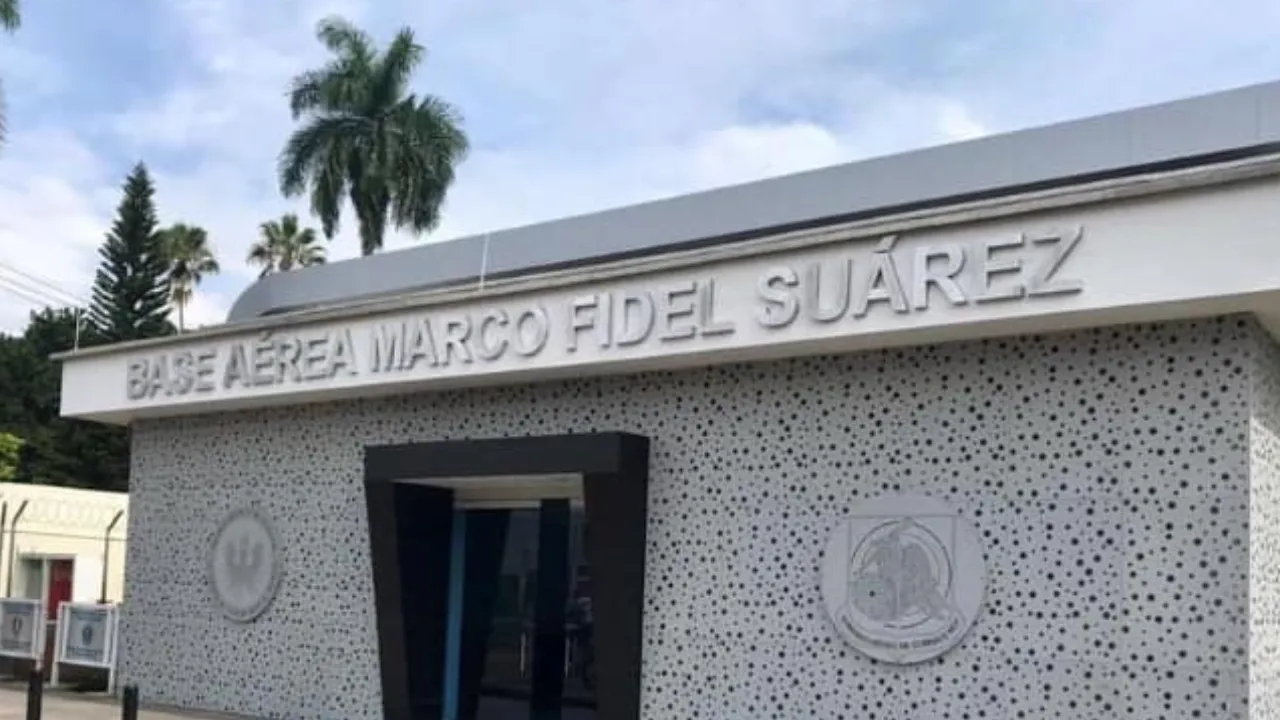 BASE AÉREA MARCO FIDEL SUÁREZ